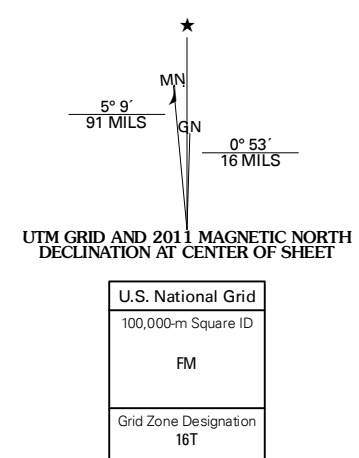 ★
MN
5° 9´
91 MILS
GN
0° 53´
16 MILS
UTM GRID AND 2011 MAGNETIC NORTH
DECLINATION AT CENTER OF SHEET
U.S. National Grid
100,000-m Square ID
FM
Grid Zone Designation
16T